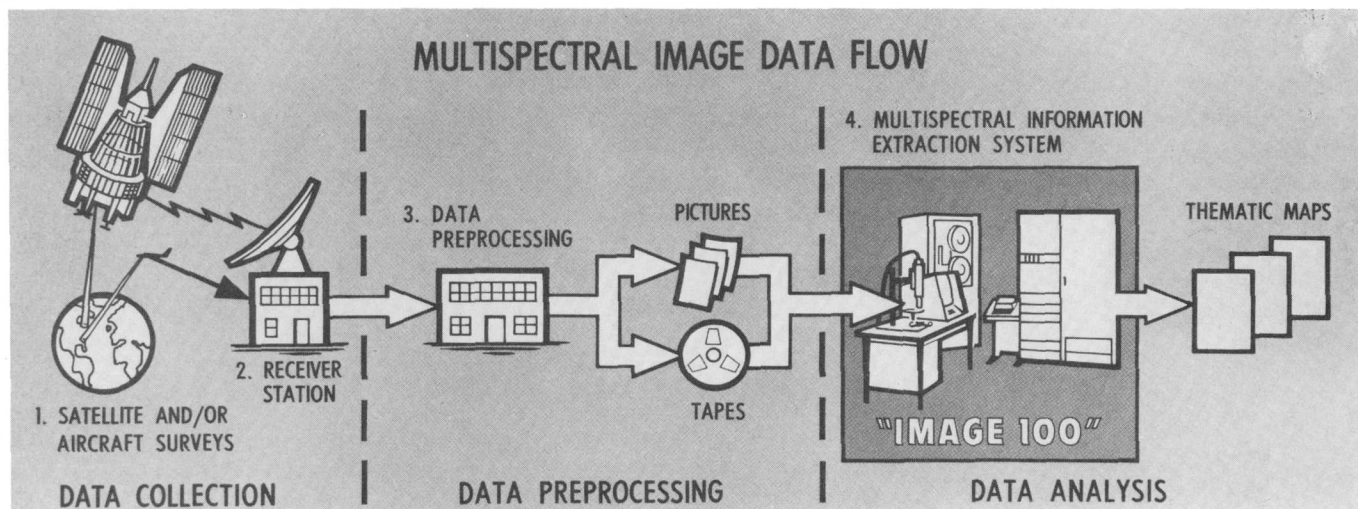 MULTISPECTRAL IMAGE DATA FLOW
1. SATELLITE AND/OR
AIRCRAFT SURVEYS
2. RECEIVER
STATION
DATA COLLECTION
3. DATA
PREPROCESSING
PICTURES
TAPES
DATA PREPROCESSING
4. MULTISPECTRAL INFORMATION
EXTRACTION SYSTEM
"IMAGE 100"
THEMATIC MAPS
DATA ANALYSIS